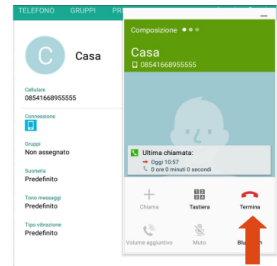 TELEFONO GRUPPI
C Casa
Cellulare
08541668955555
Connessione
Gruppi
Non assegnato
Suoneria
Predefinito
Tono messaggi
Predefinito
Tipo vibrazione
Predefinito
Composizione
Casa
08541668955555
Ultima chiamata:
Oggi 10:57
0 ore 0 minuti 0 secondi
Chiama Tastiera Termina
Volume aggiuntivo Muto